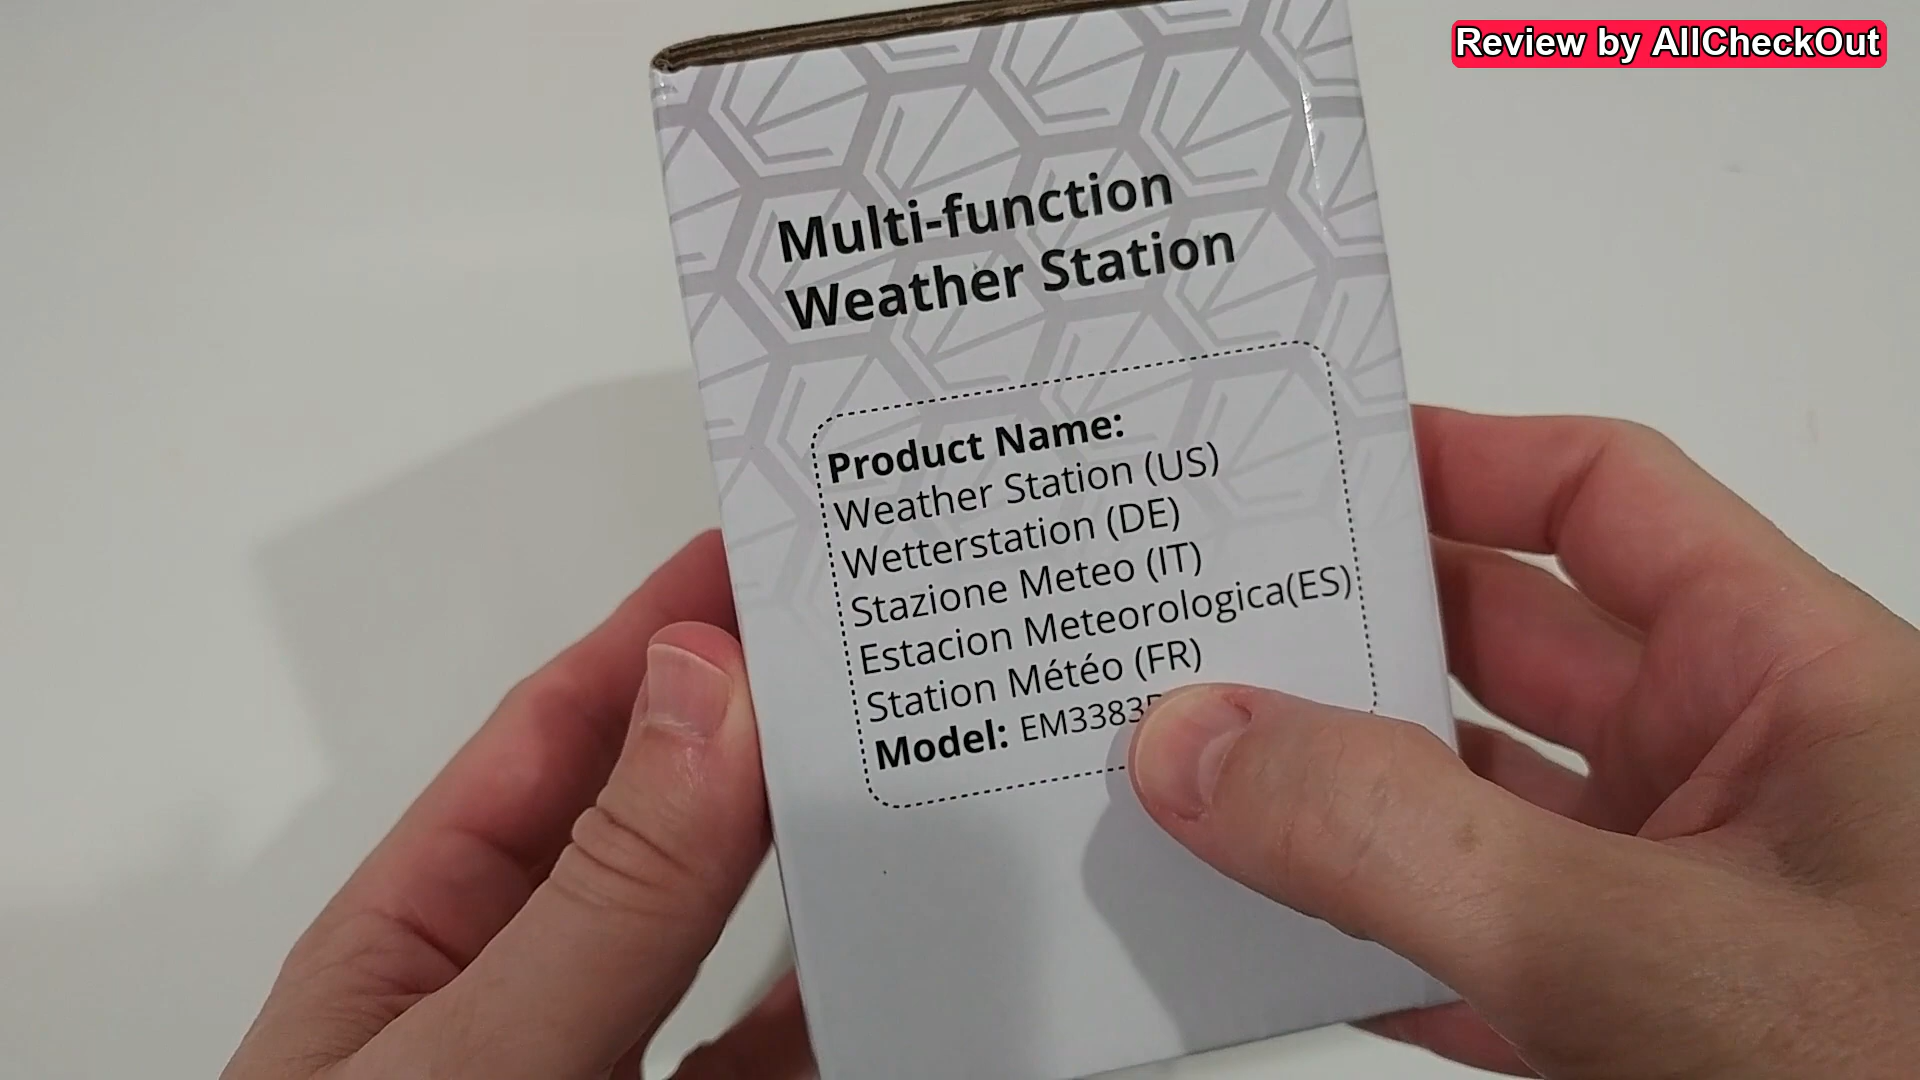 Review by AllCheckOut
Multi-function
Weather Station
Product Name:
Weather Station (US)
Wetterstation (DE)
Stazione Meteo (IT)
Estacion Meteorologica(ES)
Station Météo (FR)
Model: